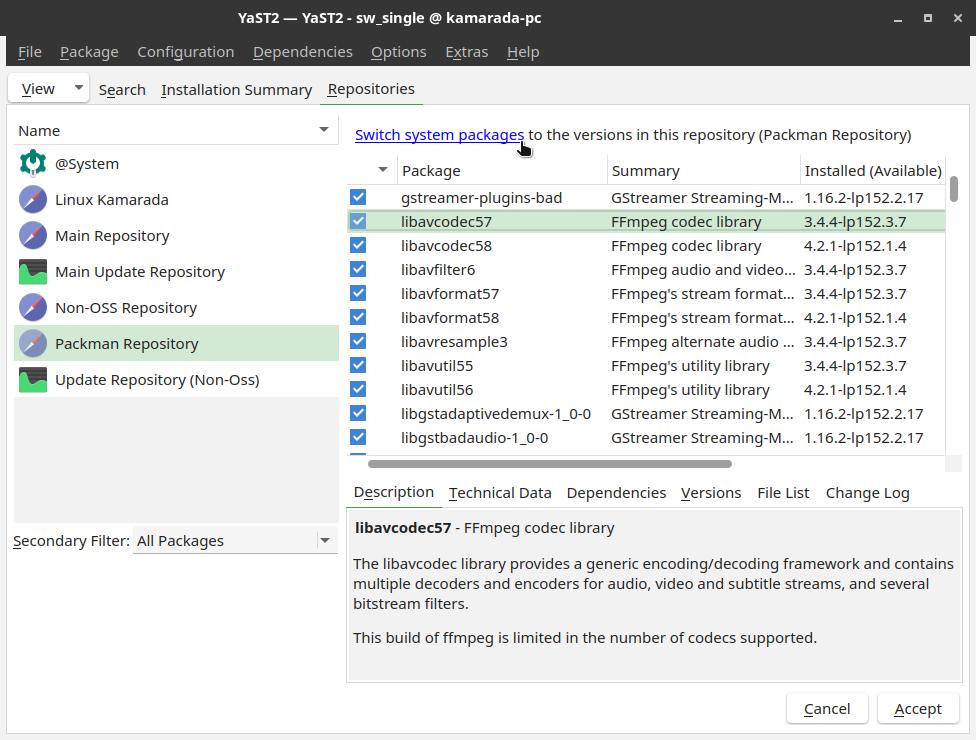 YaST2 — YaST2 - sw_single @ kamarada-pc
File Package Configuration Dependencies Options Extras Help
View Search Installation Summary Repositories
Name
@System
Linux Kamarada
Main Repository
Main Update Repository
Non-OSS Repository
Packman Repository
Update Repository (Non-Oss)
Secondary Filter: All Packages
Switch system packages to the versions in this repository (Packman Repository)
Package Summary Installed (Available)
gstreamer-plugins-bad GStreamer Streaming-M... 1.16.2-lp152.2.17
libavcodec57 FFmpeg codec library 3.4.4-lp152.3.7
libavcodec58 FFmpeg codec library 4.2.1-lp152.1.4
libavfilter6 FFmpeg audio and video... 3.4.4-lp152.3.7
libavformat57 FFmpeg's stream format... 3.4.4-lp152.3.7
libavformat58 FFmpeg's stream format... 4.2.1-lp152.1.4
libavresample3 FFmpeg alternate audio ... 3.4.4-lp152.3.7
libavutil55 FFmpeg's utility library 3.4.4-lp152.3.7
libavutil56 FFmpeg's utility library 4.2.1-lp152.1.4
libgstadaptivedemux-1_0-0 GStreamer Streaming-M... 1.16.2-lp152.2.17
libgstbadaudio-1_0-0 GStreamer Streaming-M... 1.16.2-lp152.2.17
Description Technical Data Dependencies Versions File List Change Log
libavcodec57 - FFmpeg codec library
The libavcodec library provides a generic encoding/decoding framework and contains
multiple decoders and encoders for audio, video and subtitle streams, and several
bitstream filters.
This build of ffmpeg is limited in the number of codecs supported.
Cancel Accept